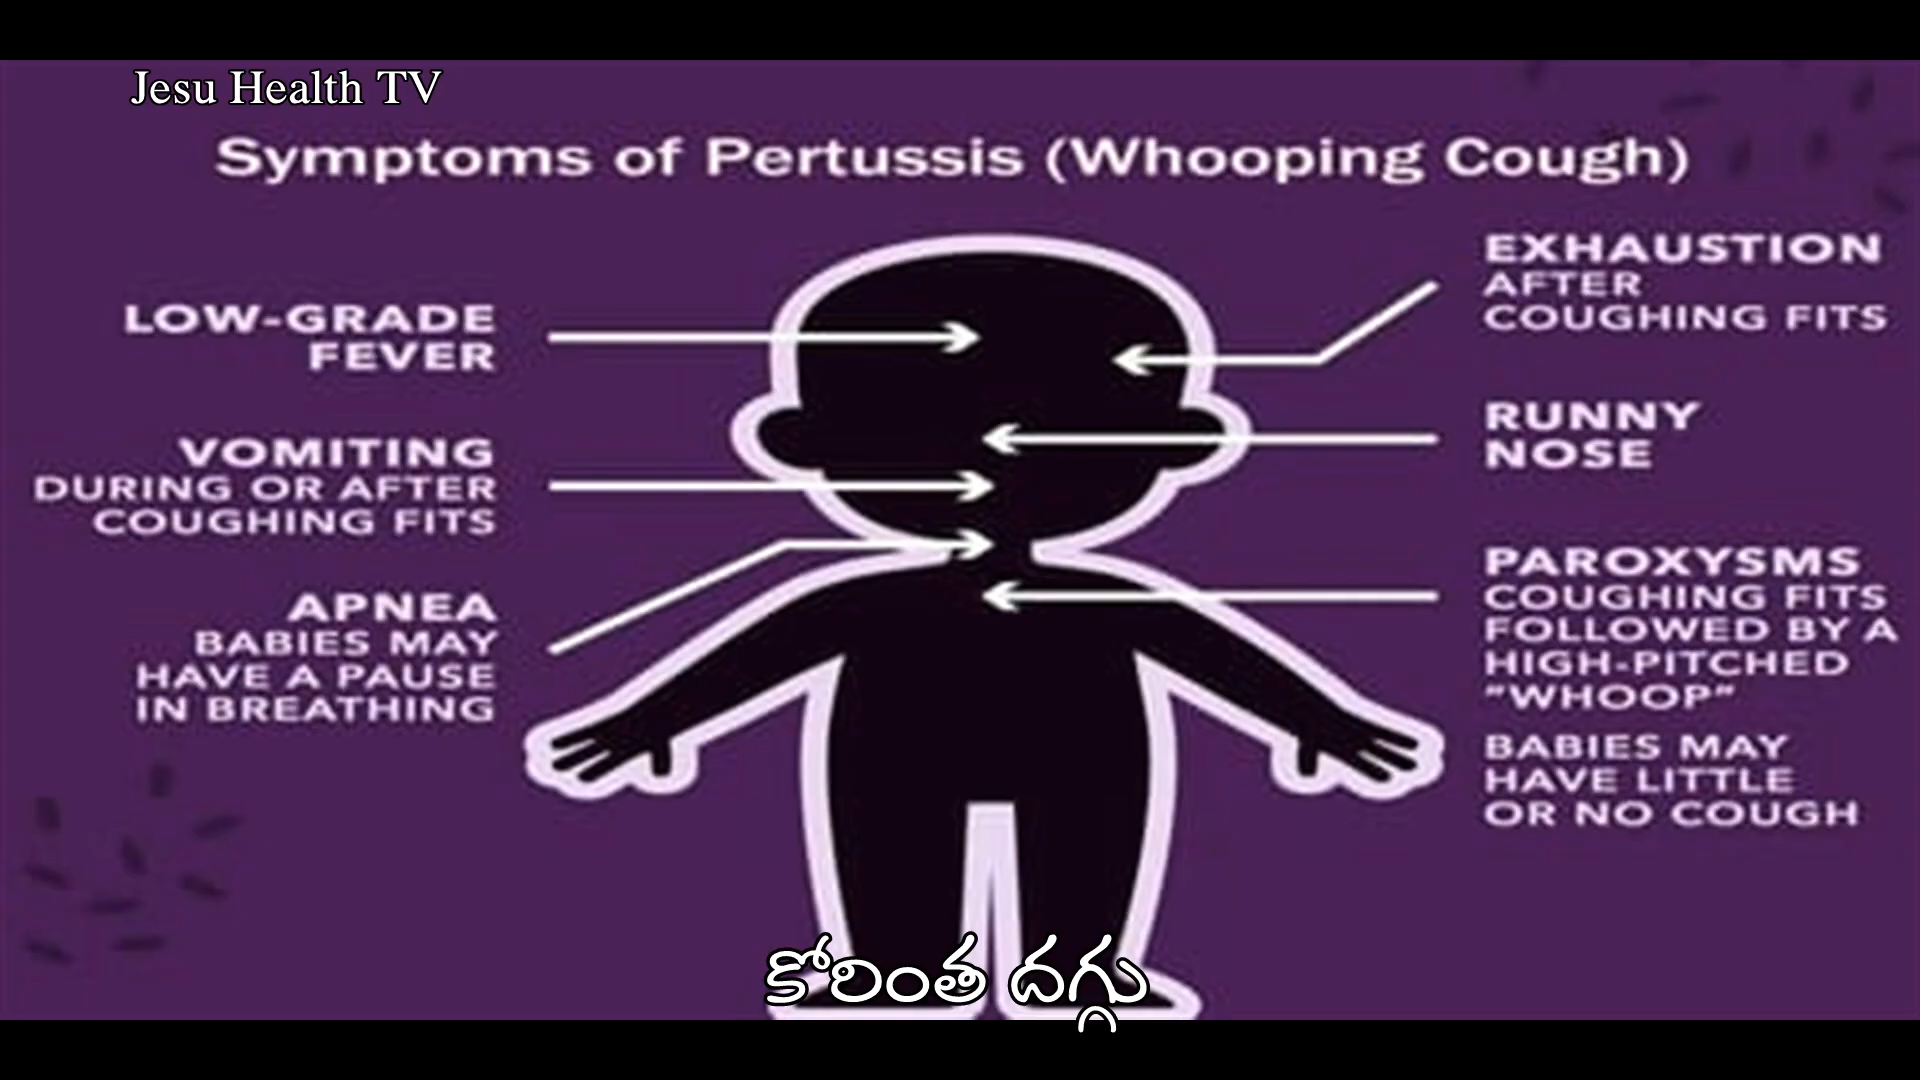 Jesu Health TV
Symptoms of Pertussis (Whooping Cough)
LOW-GRADE
FEVER
VOMITING
DURING OR AFTER
COUGHING FITS
APNEA
BABIES MAY
HAVE A PAUSE
IN BREATHING
EXHAUSTION
AFTER
COUGHING FITS
RUNNY
NOSE
PAROXYSMS
COUGHING FITS
FOLLOWED BY A
HIGH-PITCHED
"WHOOP"
BABIES MAY
HAVE LITTLE
OR NO COUGH
కోరింత దగ్గు